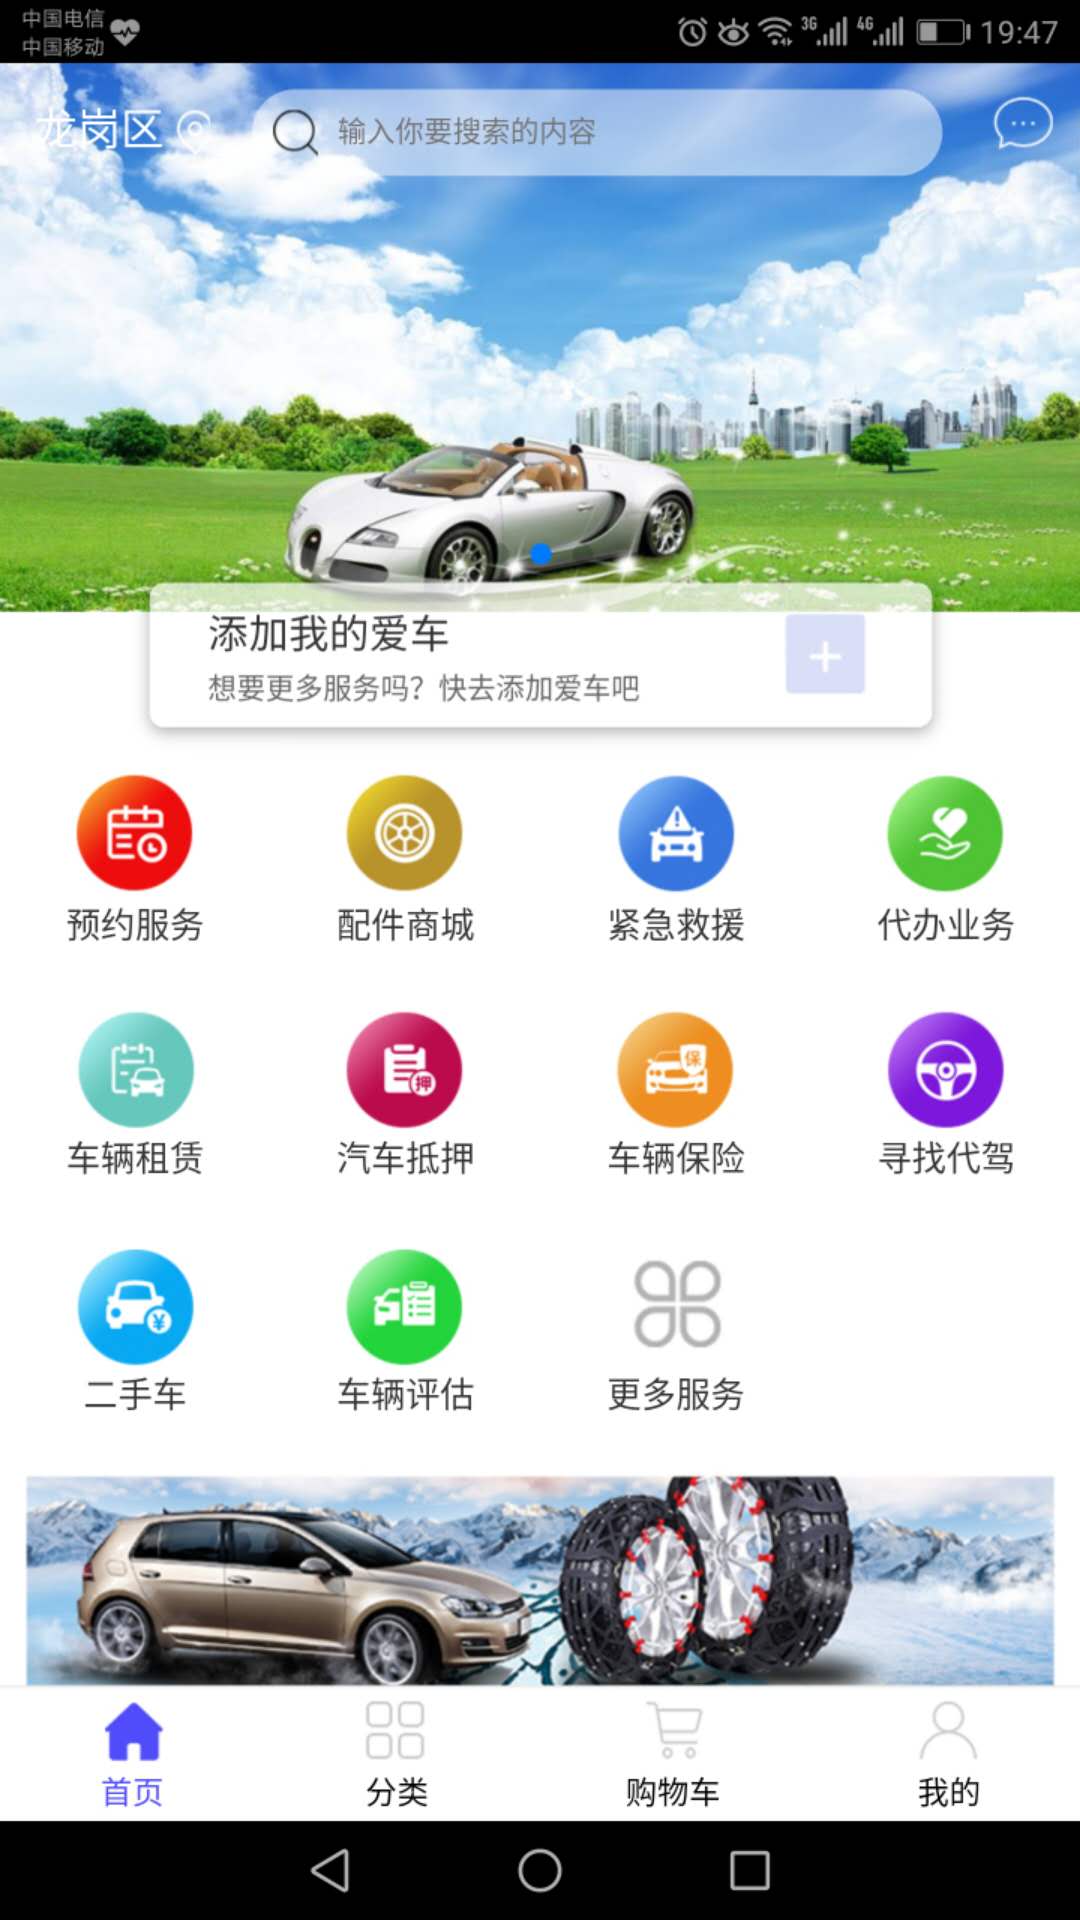 中国电信
中国移动
3G
4G
19:47
龙岗区
输入你要搜索的内容
添加我的爱车
想要更多服务吗？快去添加爱车吧
预约服务
配件商城
紧急救援
代办业务
押
保
车辆租赁
汽车抵押
车辆保险
寻找代驾
¥
二手车
车辆评估
更多服务
首页
分类
购物车
我的